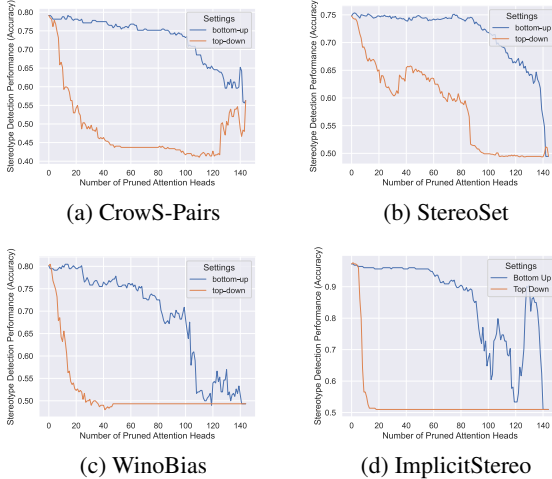 Stereotype Detection Performance (Accuracy)
0.80
0.75
0.70
0.65
0.60
0.55
0.50
0.45
0.40
0 20 40 60 80 100 120 140
Number of Pruned Attention Heads
Settings
bottom-up
top-down
(a) CrowS-Pairs
Stereotype Detection Performance (Accuracy)
0.75
0.70
0.65
0.60
0.55
0.50
0 20 40 60 80 100 120 140
Number of Pruned Attention Heads
Settings
bottom-up
top-down
(b) StereoSet
Stereotype Detection Performance (Accuracy)
0.80
0.75
0.70
0.65
0.60
0.55
0.50
0 20 40 60 80 100 120 140
Number of Pruned Attention Heads
Settings
bottom-up
top-down
(c) WinoBias
Stereotype Detection Performance (Accuracy)
0.9
0.8
0.7
0.6
0.5
0 20 40 60 80 100 120 140
Number of Pruned Attention Heads
Settings
Bottom Up
Top Down
(d) ImplicitStereo